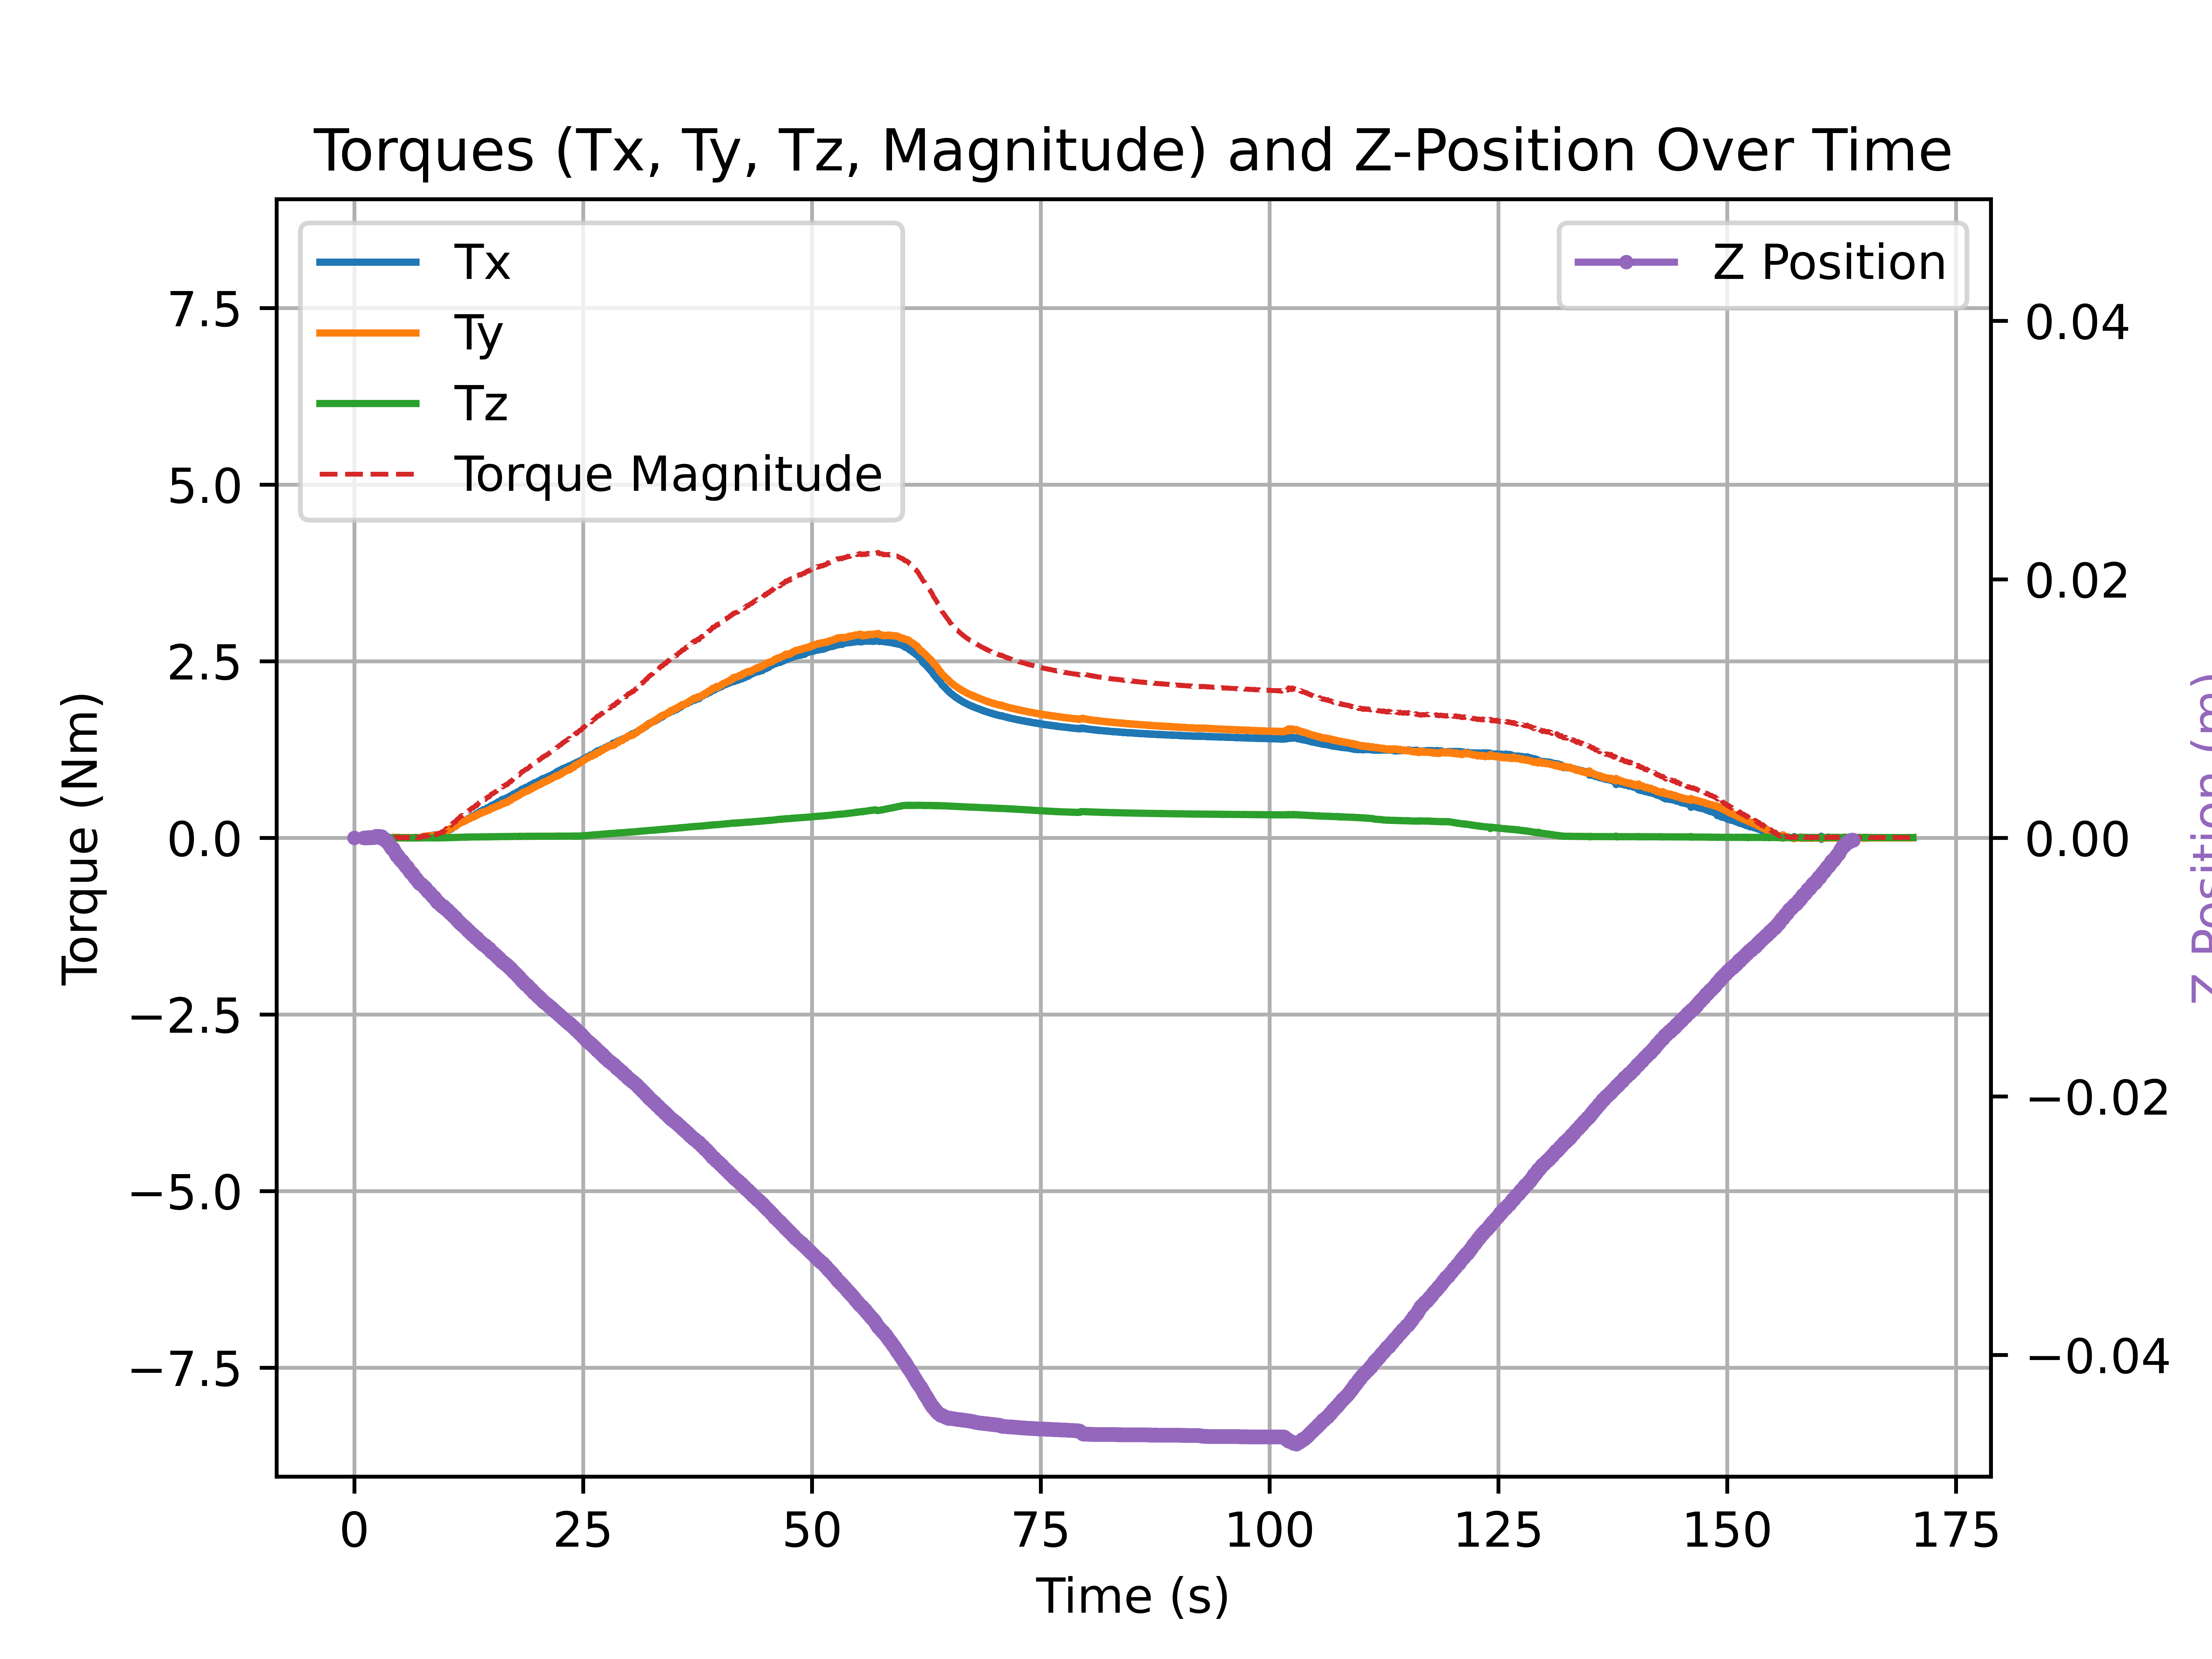 Torques (Tx, Ty, Tz, Magnitude) and Z-Position Over Time
Tx
Ty
Tz
Torque Magnitude
Z Position
7.5
5.0
2.5
0.0
−2.5
−5.0
−7.5
Torque (Nm)
0.04
0.02
0.00
−0.02
−0.04
Z Position (m)
0 25 50 75 100 125 150 175
Time (s)